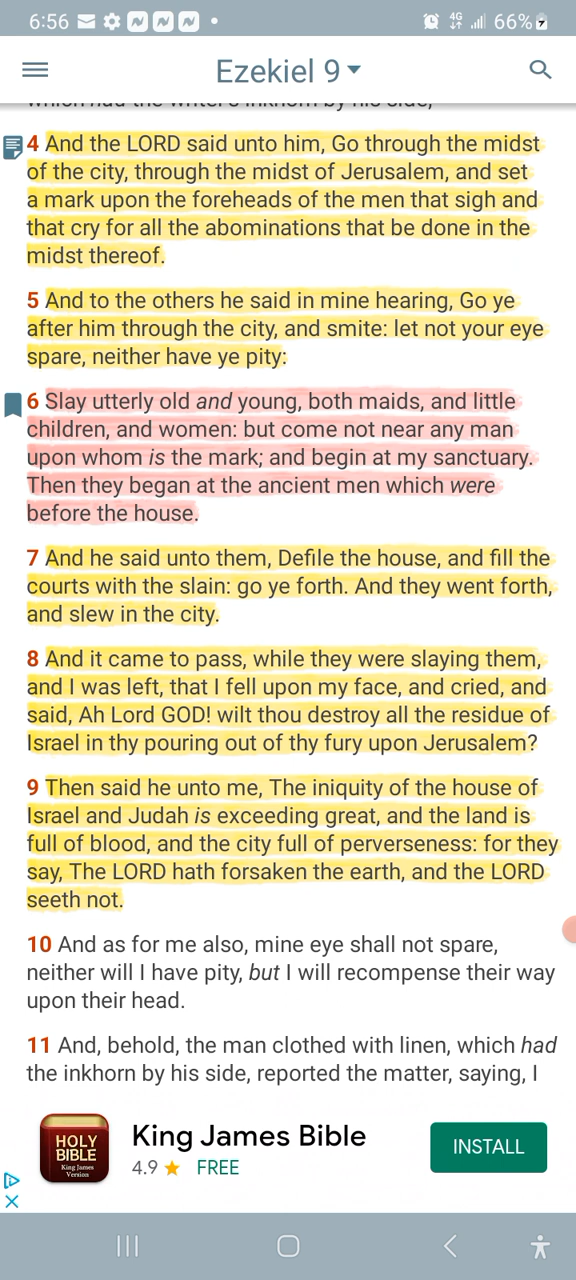 6:56
4G
66%
Ezekiel 9
which had the writer's inkhorn by his side;
4 And the LORD said unto him, Go through the midst
of the city, through the midst of Jerusalem, and set
a mark upon the foreheads of the men that sigh and
that cry for all the abominations that be done in the
midst thereof.
5 And to the others he said in mine hearing, Go ye
after him through the city, and smite: let not your eye
spare, neither have ye pity:
6 Slay utterly old and young, both maids, and little
children, and women: but come not near any man
upon whom is the mark; and begin at my sanctuary.
Then they began at the ancient men which were
before the house.
7 And he said unto them, Defile the house, and fill the
courts with the slain: go ye forth. And they went forth,
and slew in the city.
8 And it came to pass, while they were slaying them,
and I was left, that I fell upon my face, and cried, and
said, Ah Lord GOD! wilt thou destroy all the residue of
Israel in thy pouring out of thy fury upon Jerusalem?
9 Then said he unto me, The iniquity of the house of
Israel and Judah is exceeding great, and the land is
full of blood, and the city full of perverseness: for they
say, The LORD hath forsaken the earth, and the LORD
seeth not.
10 And as for me also, mine eye shall not spare,
neither will I have pity, but I will recompense their way
upon their head.
11 And, behold, the man clothed with linen, which had
the inkhorn by his side, reported the matter, saying, I
HOLY
BIBLE
King James
Version
King James Bible
4.9 FREE
INSTALL